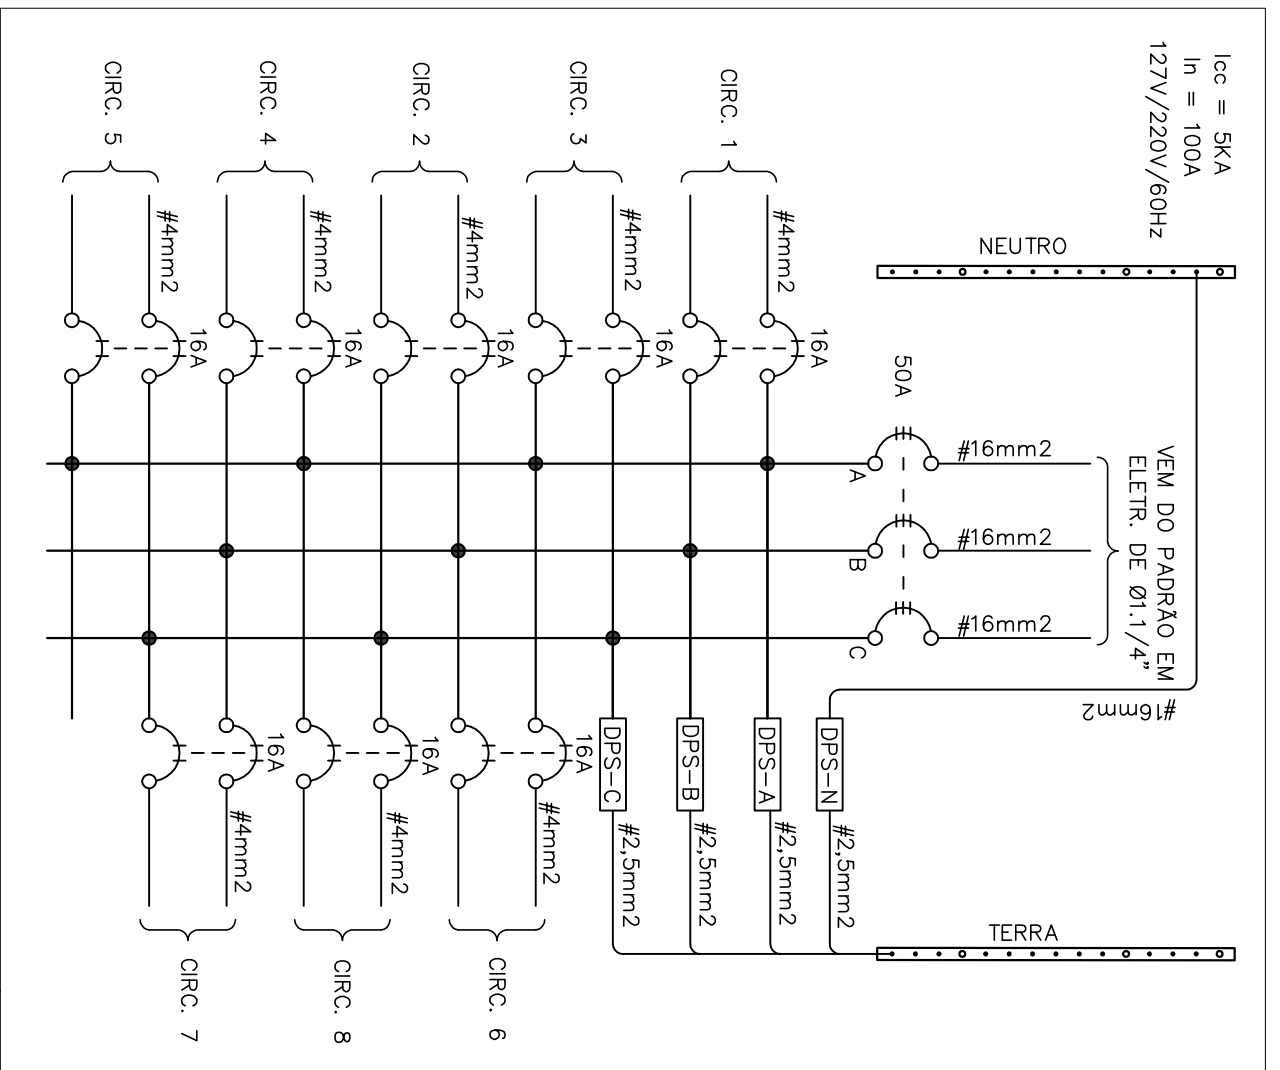 Icc = 5KA
In = 100A
127V/220V/60Hz
NEUTRO
VEM DO PADRÃO EM
ELETR. DE Ø1.1/4"
#16mm2
#16mm2
#16mm2
#16mm2
50A
A
B
C
TERRA
DPS-N
#2,5mm2
DPS-A
#2,5mm2
DPS-B
#2,5mm2
DPS-C
#2,5mm2
CIRC. 1
#4mm2
16A
CIRC. 3
#4mm2
16A
16A
#4mm2
CIRC. 6
CIRC. 2
#4mm2
16A
16A
#4mm2
CIRC. 8
CIRC. 4
#4mm2
16A
16A
#4mm2
CIRC. 7
CIRC. 5
#4mm2
16A